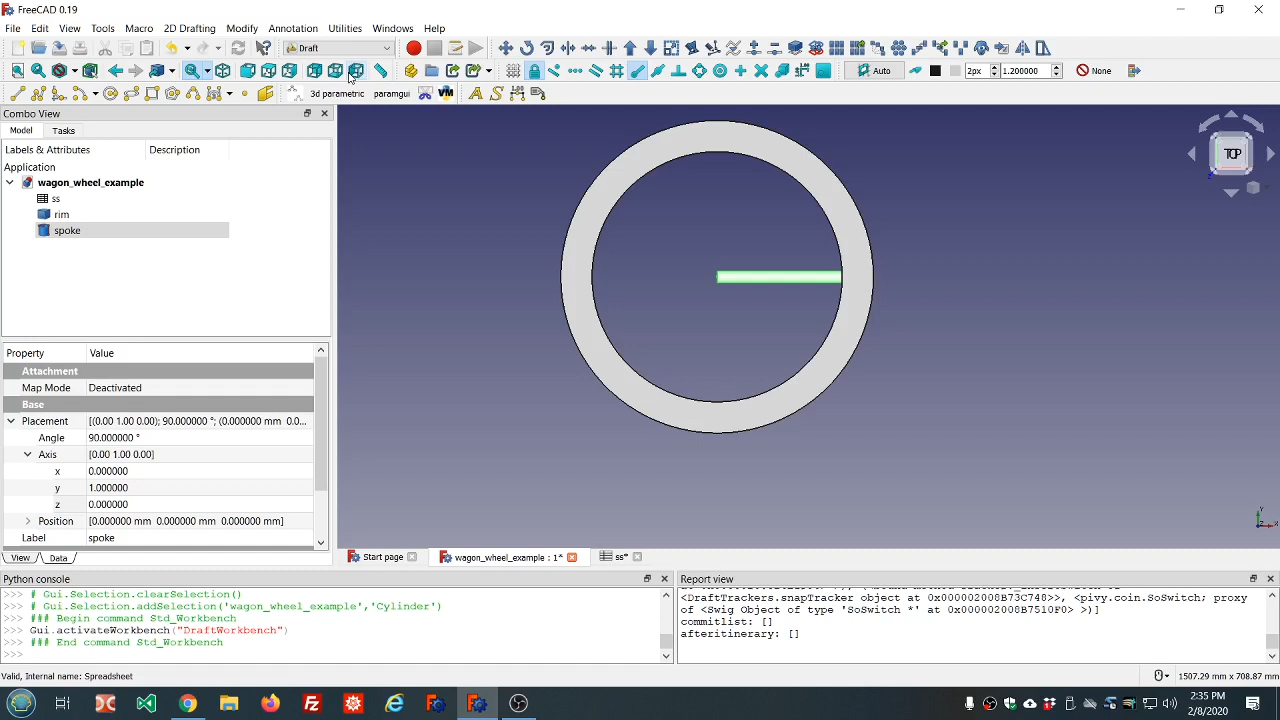 FreeCAD 0.19
File Edit View Tools Macro 2D Drafting Modify Annotation Utilities Windows Help
Draft
Auto 2px 1.200000 None
3d parametric paramgui VM
Combo View
Model Tasks
Labels & Attributes Description
Application
wagon_wheel_example
ss
rim
spoke
TOP
Property Value
Attachment
Map Mode Deactivated
Base
Placement [(0.00 1.00 0.00); 90.000000 °; (0.000000 mm 0.0...
Angle 90.000000 °
Axis [0.00 1.00 0.00]
x 0.000000
y 1.000000
z 0.000000
Position [0.000000 mm 0.000000 mm 0.000000 mm]
Label spoke
View Data
Start page wagon_wheel_example : 1* ss*
Python console
>>> # Gui.Selection.clearSelection()
>>> # Gui.Selection.addSelection('wagon_wheel_example','Cylinder')
>>> ### Begin command Std_Workbench
>>> Gui.activateWorkbench("DraftWorkbench")
>>> ### End command Std_Workbench
>>>
Report view
<DraftTrackers.snapTracker object at 0x000002008B73C748>>, <pivy.coin.SoSwitch; proxy
of <Swig Object of type 'SoSwitch *' at 0x000002008B7510F0> >)]
commitlist: []
afteritinerary: []
Valid, Internal name: Spreadsheet
1507.29 mm x 708.87 mm
2:35 PM
2/8/2020